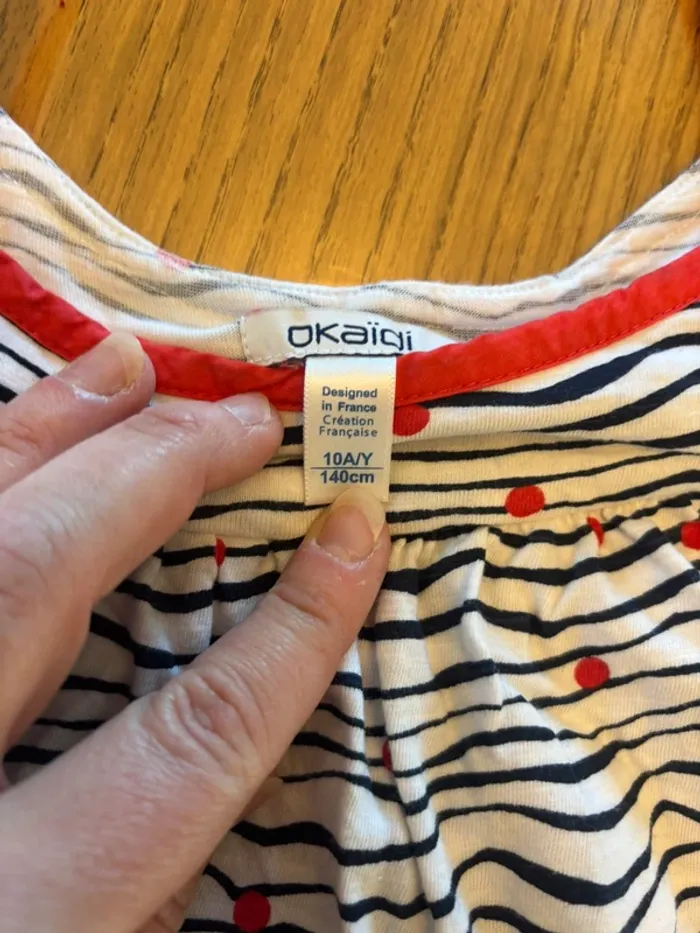 OKaïdi
Designed
in France
Création
Française
10A/Y
140cm